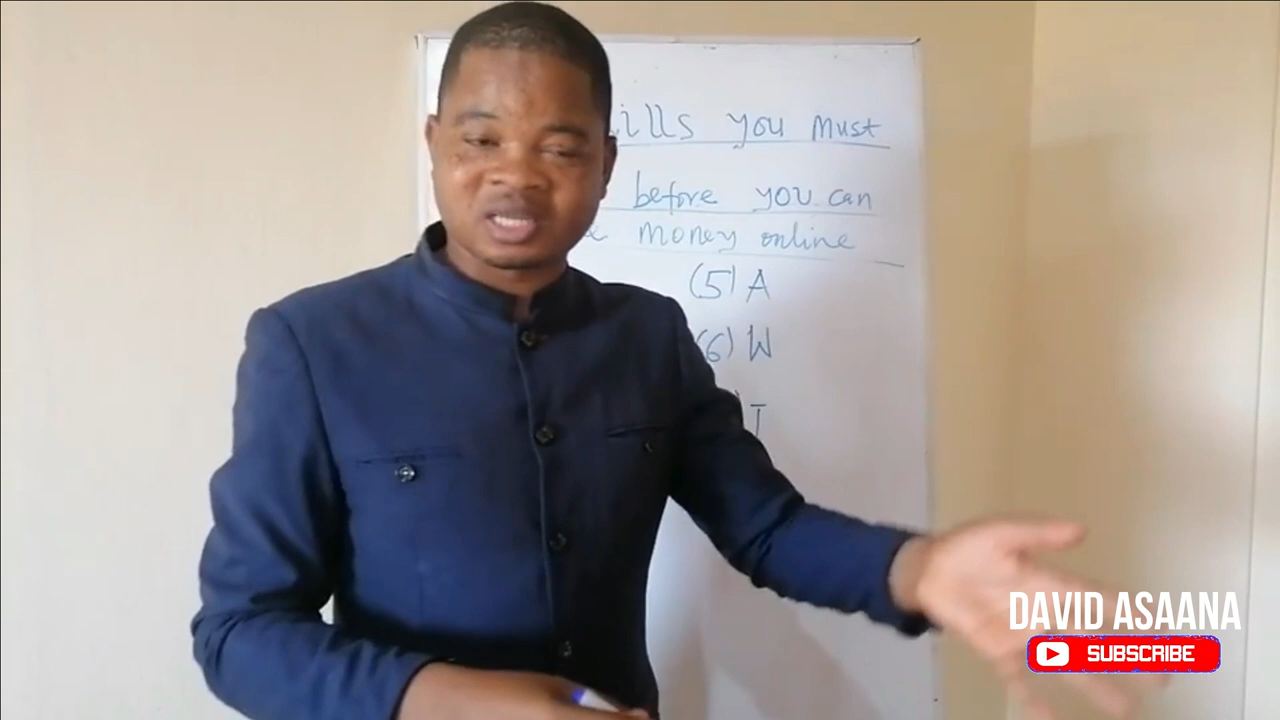 ills you must
before you can
money online
(5) A
(6) W
I
DAVID ASAANA
SUBSCRIBE